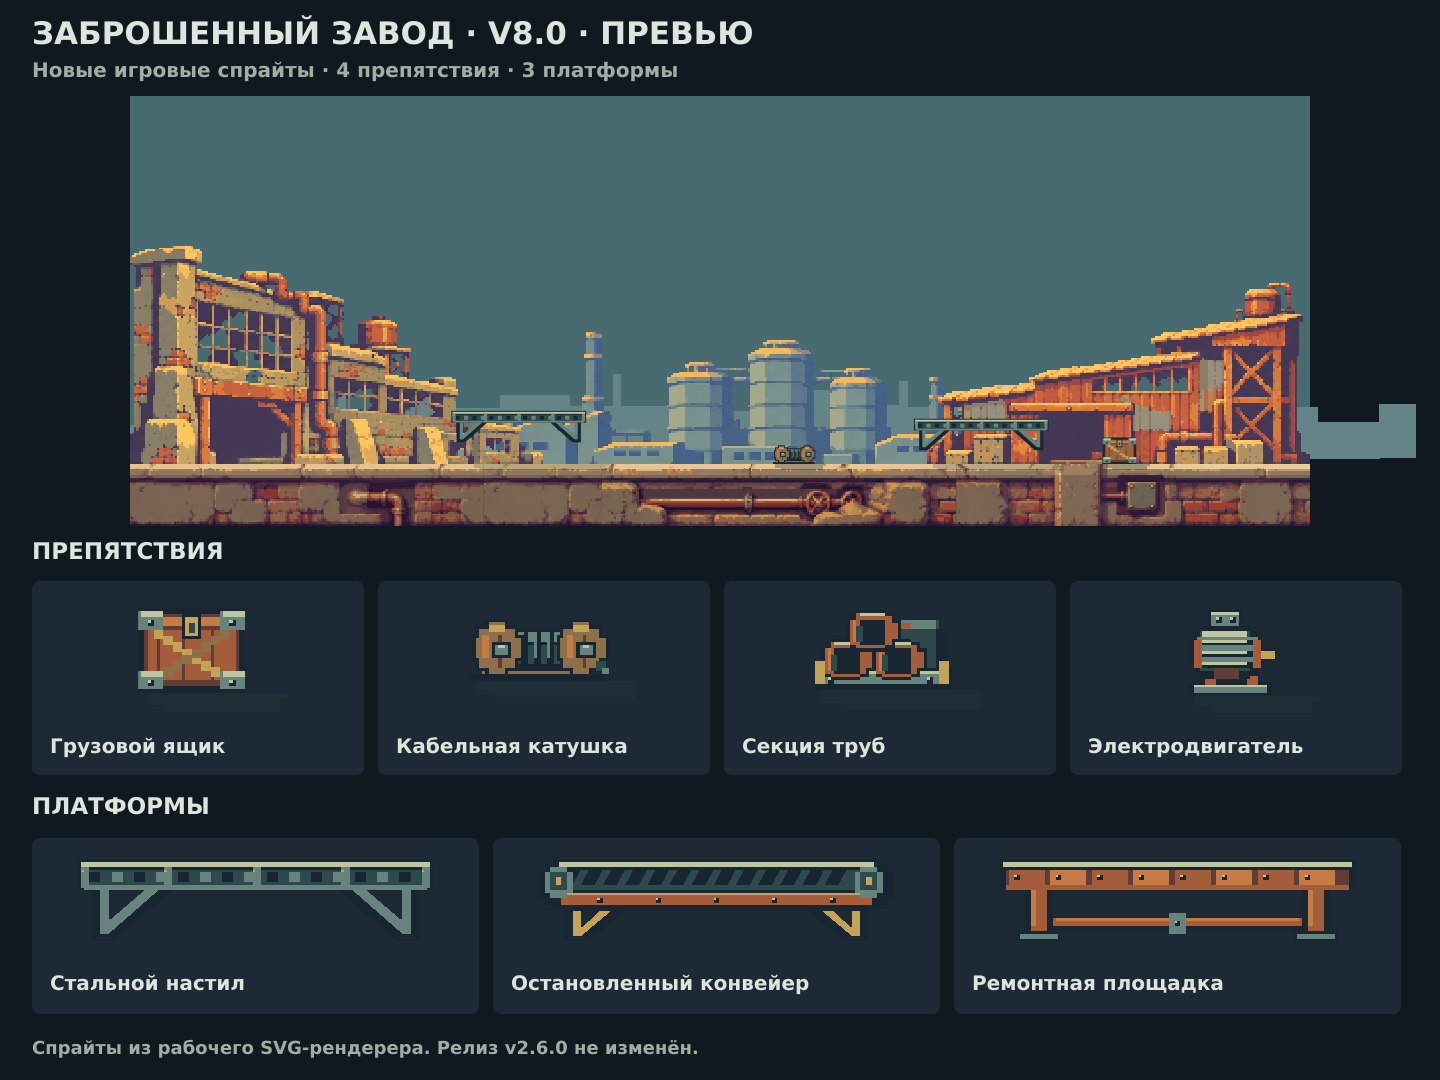 ЗАБРОШЕННЫЙ ЗАВОД · V8.0 · ПРЕВЬЮ
Новые игровые спрайты · 4 препятствия · 3 платформы
ПРЕПЯТСТВИЯ
Грузовой ящик
Кабельная катушка
Секция труб
Электродвигатель
ПЛАТФОРМЫ
Стальной настил
Остановленный конвейер
Ремонтная площадка
Спрайты из рабочего SVG-рендерера. Релиз v2.6.0 не изменён.